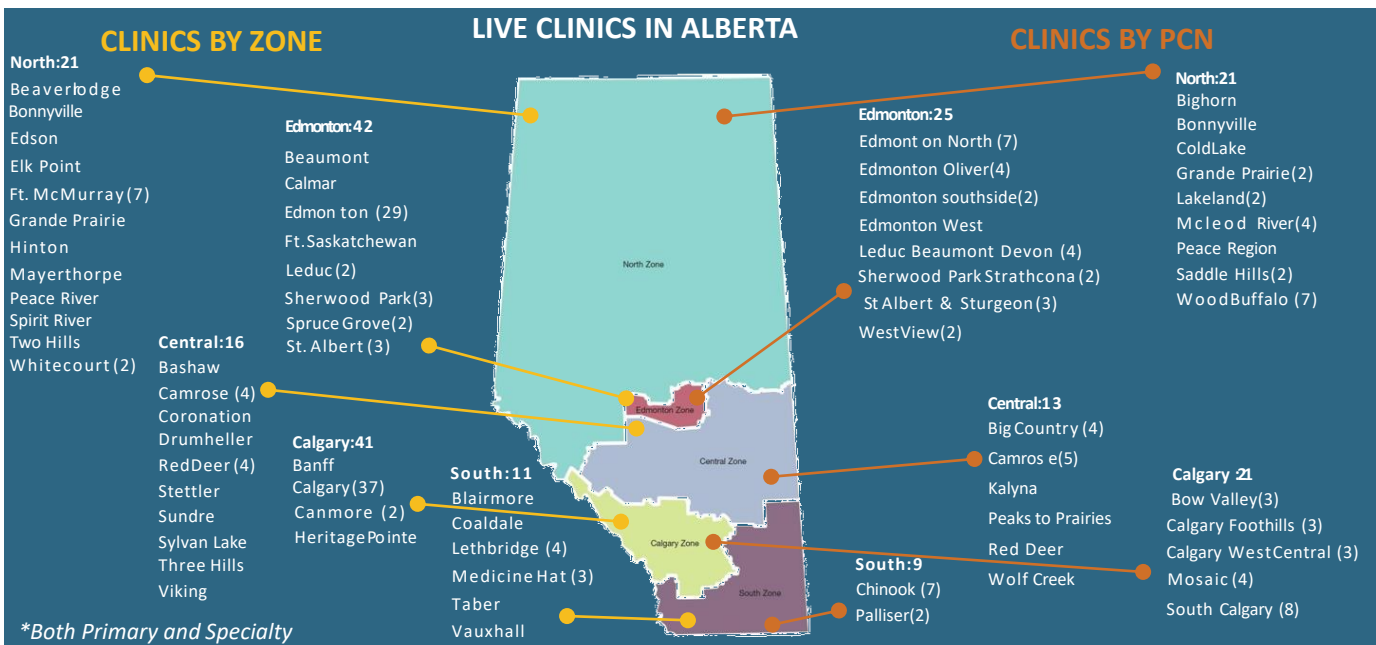 LIVE CLINICS IN ALBERTA
CLINICS BY ZONE
North:21
Beaverlodge
Bonnyville
Edson
Elk Point
Ft. McMurray(7)
Grande Prairie
Hinton
Mayerthorpe
Peace River
Spirit River
Two Hills
Whitecourt(2)
Edmonton:42
Beaumont
Calmar
Edmon ton (29)
Ft.Saskatchewan
Leduc(2)
Sherwood Park(3)
Spruce Grove(2)
St. Albert (3)
Central:16
Bashaw
Camrose (4)
Coronation
Drumheller
RedDeer(4)
Stettler
Sundre
Sylvan Lake
Three Hills
Viking
Calgary:41
Banff
Calgary(37)
Canmore (2)
HeritagePointe
South:11
Blairmore
Coaldale
Lethbridge (4)
Medicine Hat (3)
Taber
Vauxhall
North Zone
Edmonton Zone
Central Zone
Calgary Zone
South Zone
CLINICS BY PCN
Edmonton:25
Edmont on North (7)
Edmonton Oliver(4)
Edmonton southside(2)
Edmonton West
Leduc Beaumont Devon (4)
Sherwood Park Strathcona (2)
St Albert & Sturgeon(3)
WestView(2)
North:21
Bighorn
Bonnyville
ColdLake
Grande Prairie(2)
Lakeland(2)
Mcleod River(4)
Peace Region
Saddle Hills(2)
WoodBuffalo (7)
Central:13
Big Country (4)
Camros e(5)
Kalyna
Peaks to Prairies
Red Deer
Wolf Creek
Calgary 21
Bow Valley(3)
Calgary Foothills (3)
Calgary WestCentral (3)
Mosaic (4)
South Calgary (8)
South:9
Chinook (7)
Palliser(2)
*Both Primary and Specialty